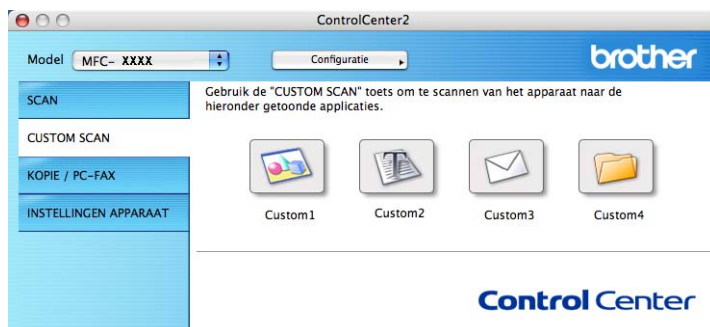 ControlCenter2
Model MFC- XXXX Configuratie brother
SCAN
CUSTOM SCAN
KOPIE / PC-FAX
INSTELLINGEN APPARAAT
Gebruik de "CUSTOM SCAN" toets om te scannen van het apparaat naar de
hieronder getoonde applicaties.
Custom1 Custom2 Custom3 Custom4
Control Center